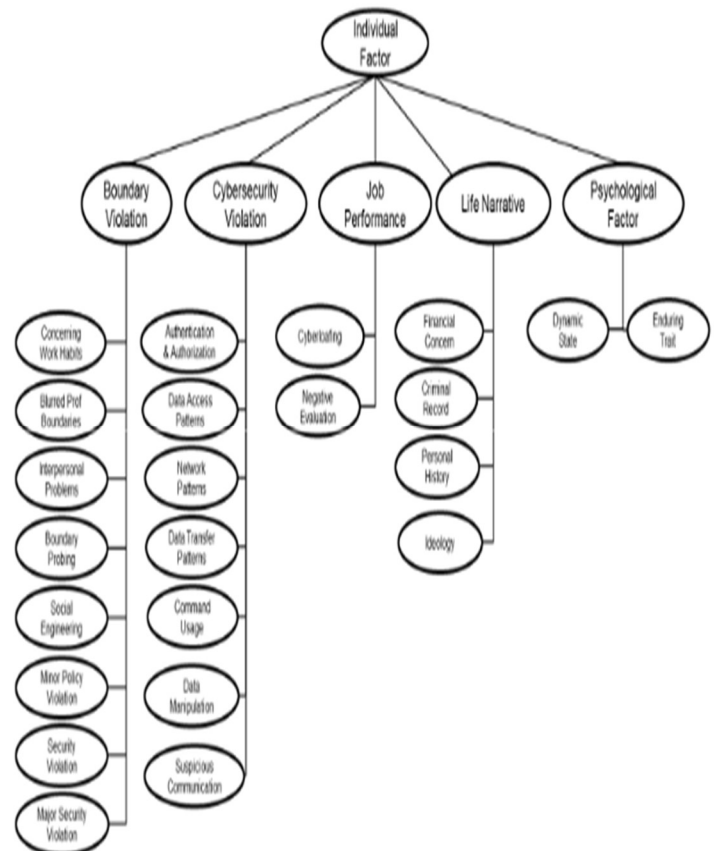 Individual
Factor
Boundary
Violation
Cybersecurity
Violation
Job
Performance
Life Narrative
Psychological
Factor
Concerning
Work Habits
Blurred Prof
Boundaries
Interpersonal
Problems
Boundary
Probing
Social
Engineering
Minor Policy
Violation
Security
Violation
Major Security
Violation
Authentication
& Authorization
Data Access
Patterns
Network
Patterns
Data Transfer
Patterns
Command
Usage
Data
Manipulation
Suspicious
Communication
Cyberloafing
Negative
Evaluation
Financial
Concern
Criminal
Record
Personal
History
Ideology
Dynamic
State
Enduring
Trait